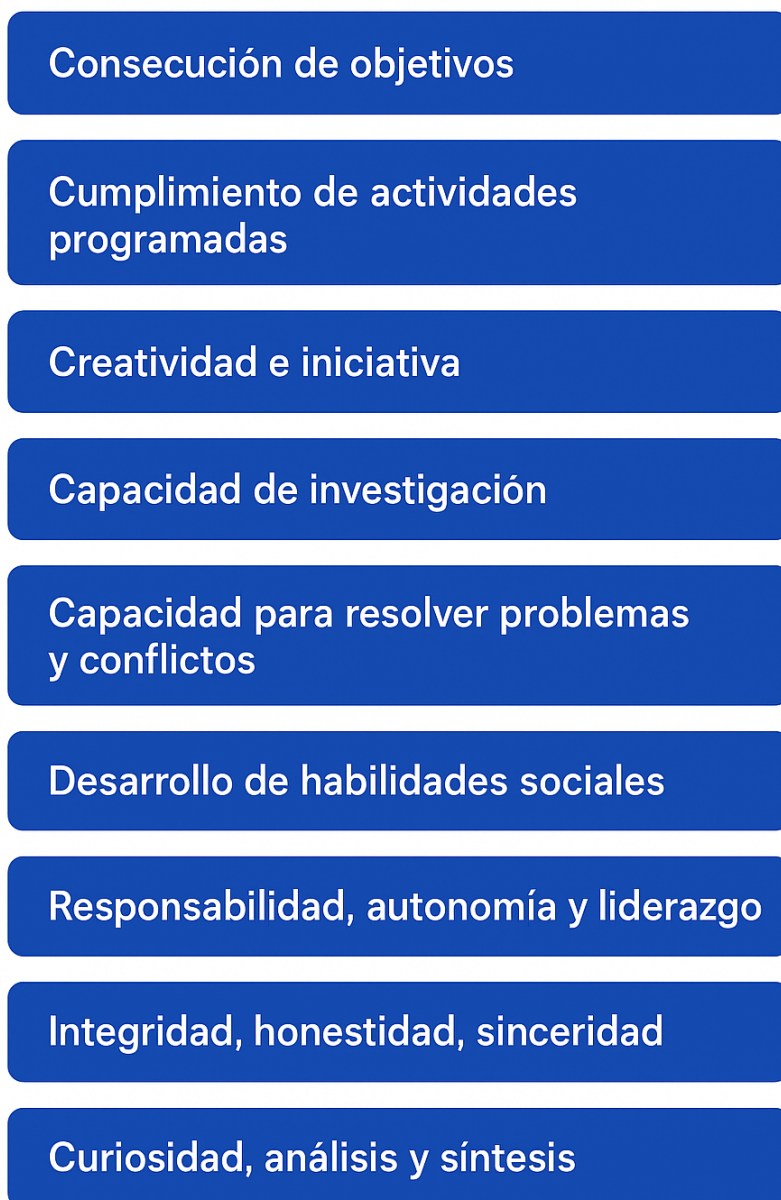 Consecución de objetivos
Cumplimiento de actividades
programadas
Creatividad e iniciativa
Capacidad de investigación
Capacidad para resolver problemas
y conflictos
Desarrollo de habilidades sociales
Responsabilidad, autonomía y liderazgo
Integridad, honestidad, sinceridad
Curiosidad, análisis y síntesis